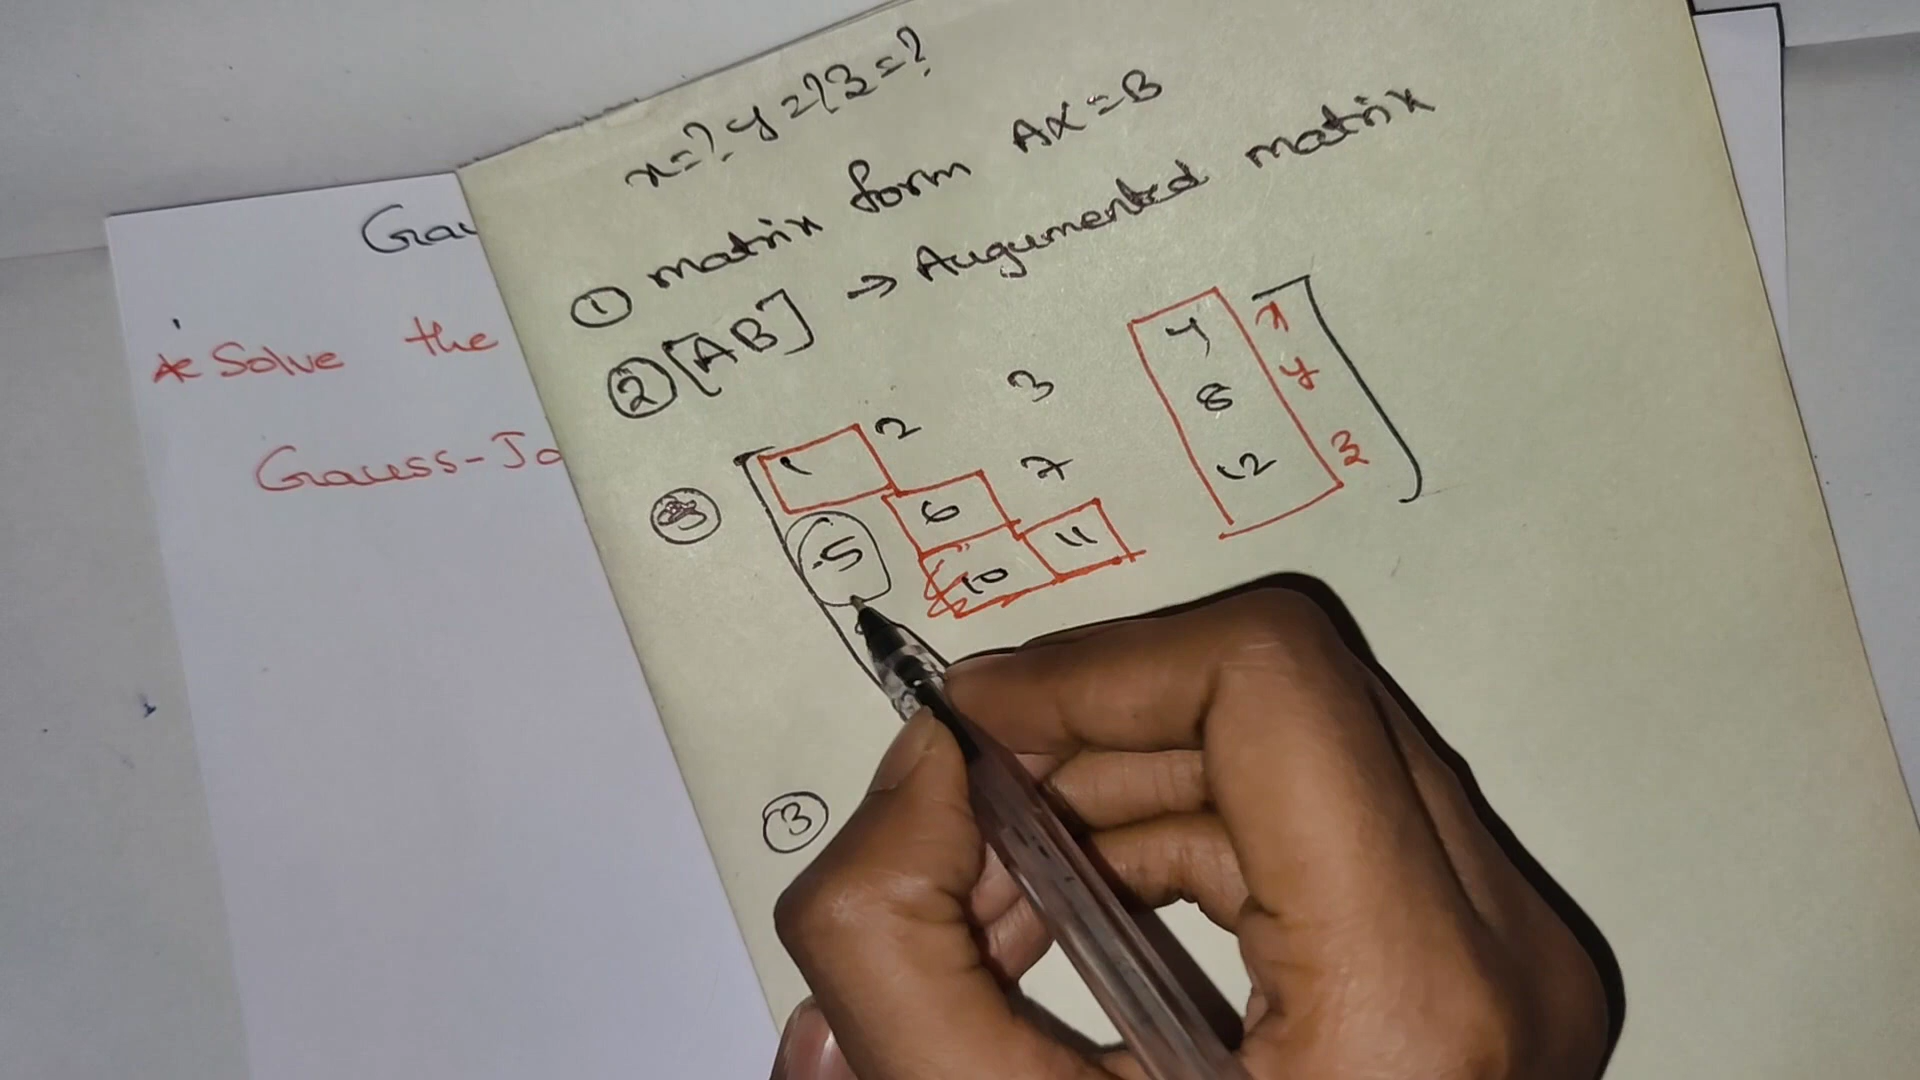 x=? y=? z=?
① matrix form AX=B
② [AB] → Augumented matrix
1 2 3 4 x
5 6 7 8 y
10 11 12 z
③
Gau
* Solve the
Gauss-Jo